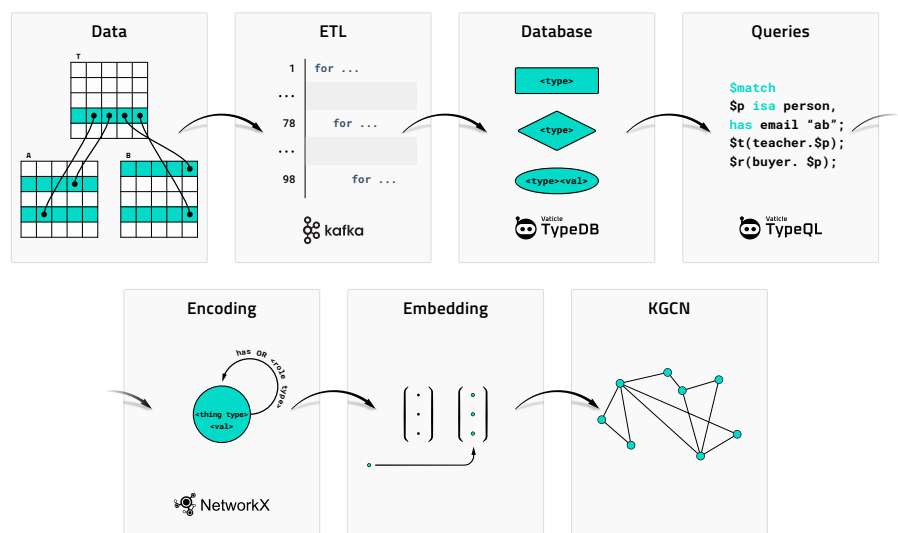 Data
T
A
B
ETL
1 for ...
...
78 for ...
...
98 for ...
kafka
Database
<type>
<type>
<type><val>
Vaticle
TypeDB
Queries
$match
$p isa person,
has email “ab”;
$t(teacher.$p);
$r(buyer. $p);
Vaticle
TypeQL
Encoding
has OR <role type>
<thing type>
<val>
NetworkX
Embedding
KGCN